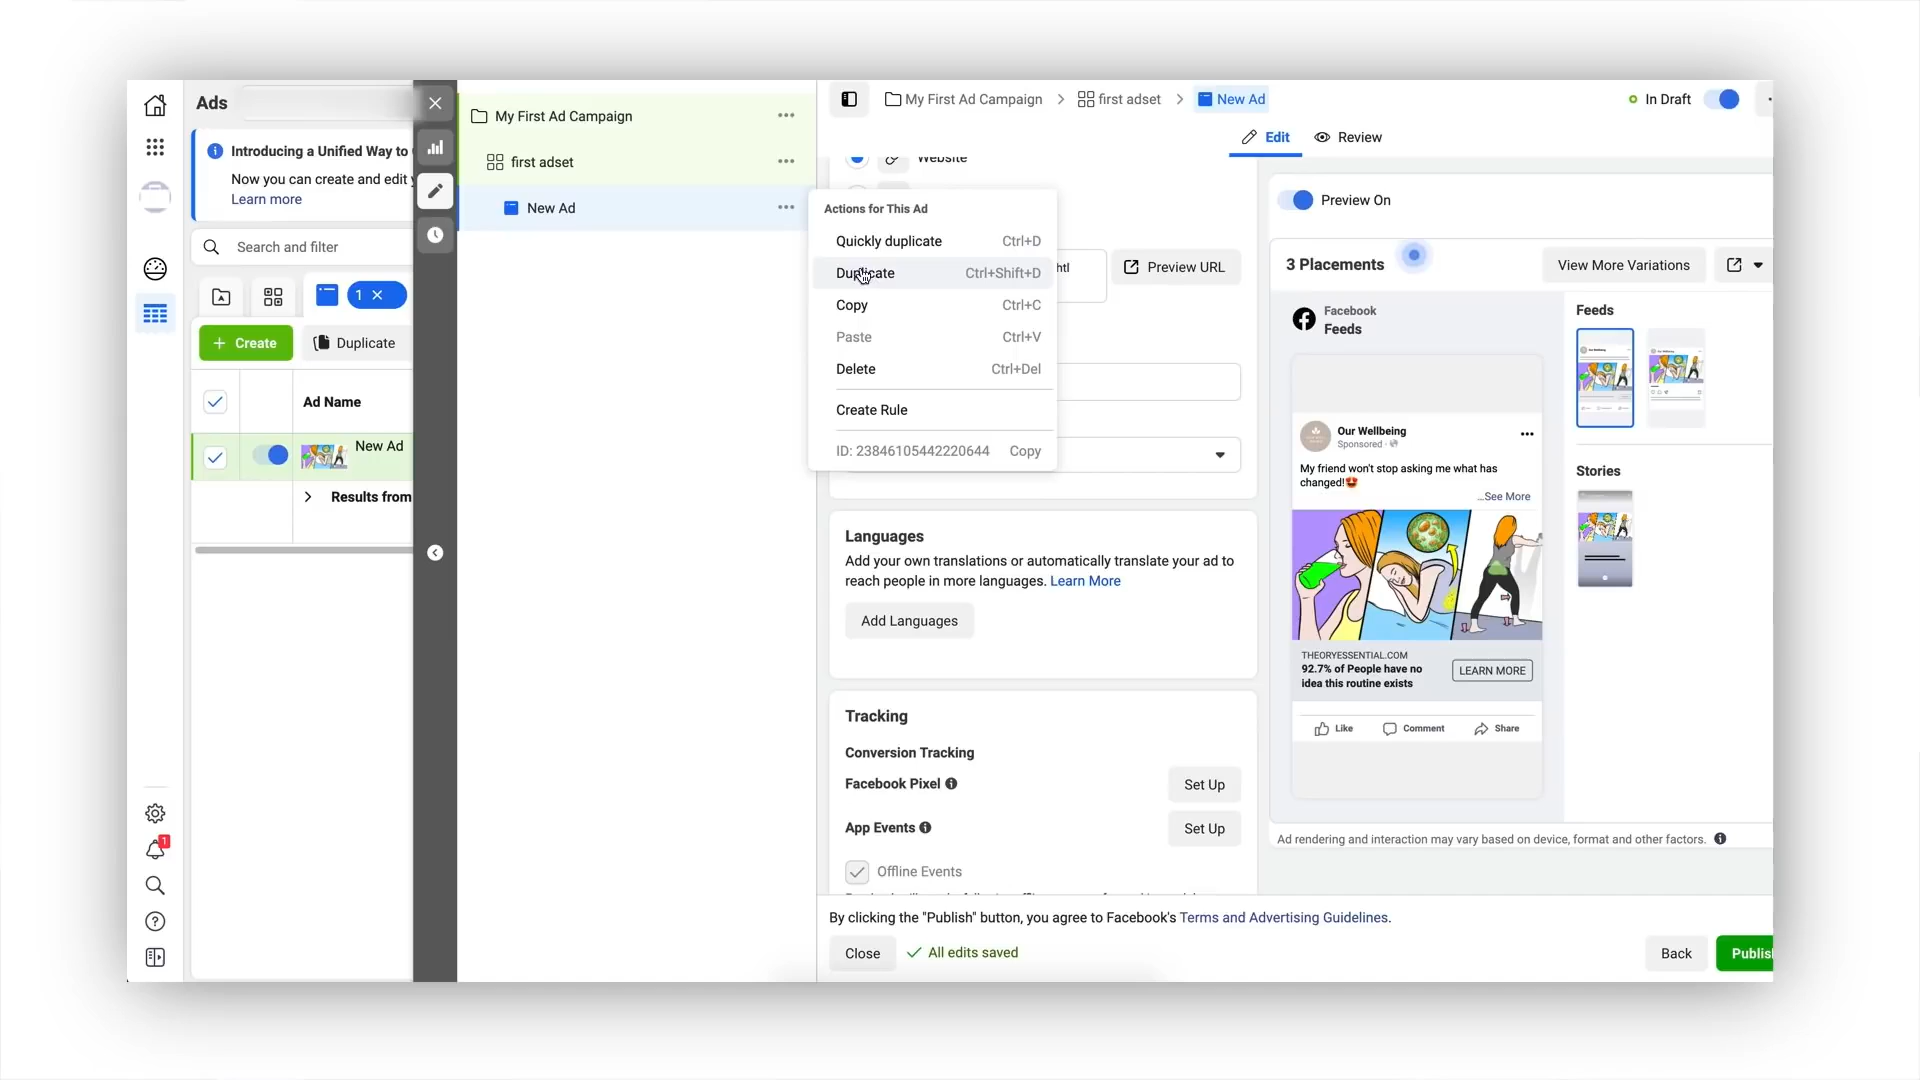 Ads
Introducing a Unified Way to
Now you can create and edit
Learn more
Search and filter
1
Create
Duplicate
Ad Name
New Ad
Results from
1
My First Ad Campaign
first adset
New Ad
My First Ad Campaign
first adset
New Ad
In Draft
Edit
Review
Website
Actions for This Ad
Quickly duplicate Ctrl+D
Duplicate Ctrl+Shift+D
Copy Ctrl+C
Paste Ctrl+V
Delete Ctrl+Del
Create Rule
ID: 23846105442220644 Copy
Preview URL
Languages
Add your own translations or automatically translate your ad to
reach people in more languages. Learn More
Add Languages
Tracking
Conversion Tracking
Facebook Pixel
Set Up
App Events
Set Up
Offline Events
By clicking the "Publish" button, you agree to Facebook's Terms and Advertising Guidelines.
Close
All edits saved
Back
Publish
Preview On
3 Placements
View More Variations
Facebook
Feeds
Our Wellbeing
Sponsored ·
My friend won't stop asking me what has
changed!🤩
...See More
THEORYESSENTIAL.COM
92.7% of People have no
idea this routine exists
LEARN MORE
Like
Comment
Share
Feeds
Stories
Ad rendering and interaction may vary based on device, format and other factors.